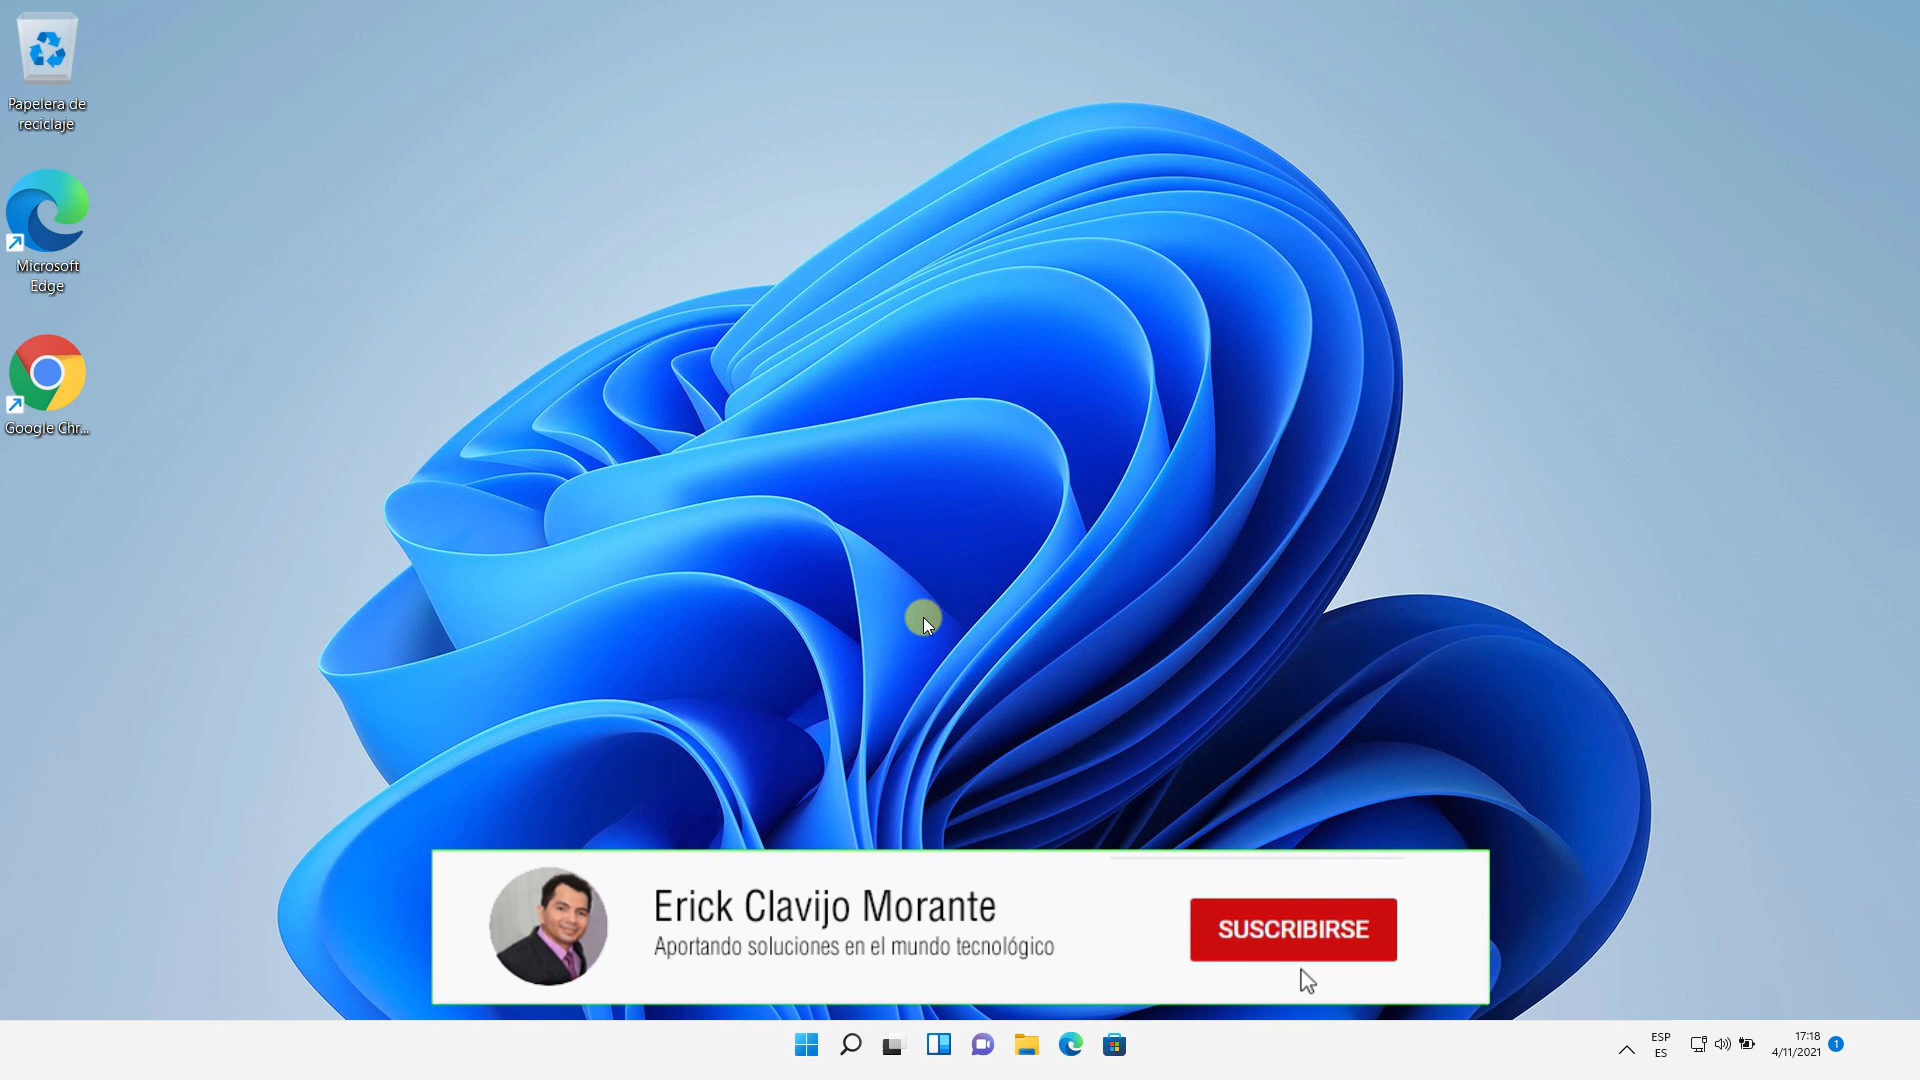 Papelera de
reciclaje
Microsoft
Edge
Google Chr...
Erick Clavijo Morante
Aportando soluciones en el mundo tecnológico
SUSCRIBIRSE
ESP
ES
17:18
4/11/2021
1